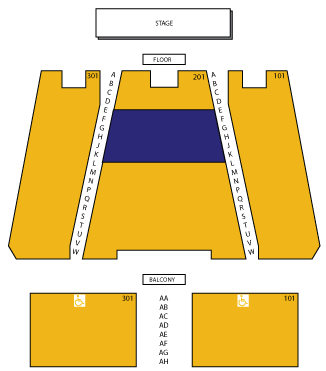 STAGE
FLOOR
301 A 201 A 101
B B
C C
D D
E E
F F
G G
H H
J J
K K
L L
M M
N N
P P
Q Q
R R
S S
T T
U U
V V
W W
BALCONY
301 AA 101
AB
AC
AD
AE
AF
AG
AH